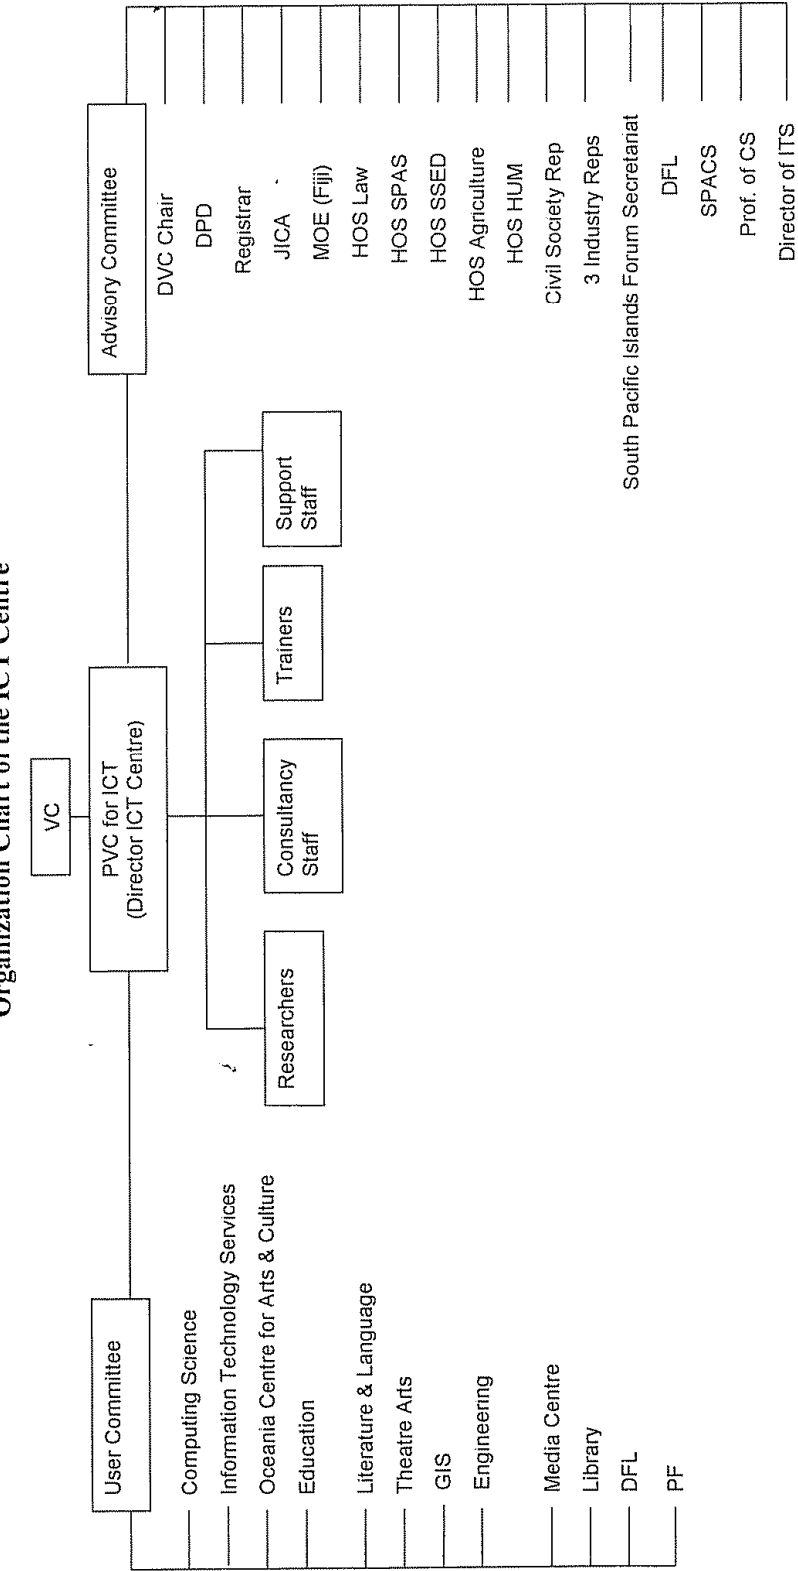 Organization Chart of the ICT Centre
VC
PVC for ICT
(Director ICT Centre)
User Committee
Computing Science
Information Technology Services
Oceania Centre for Arts & Culture
Education
Literature & Language
Theatre Arts
GIS
Engineering
Media Centre
Library
DFL
PF
Researchers
Consultancy
Staff
Trainers
Support
Staff
Advisory Committee
DVC Chair
DPD
Registrar
JICA
MOE (Fiji)
HOS Law
HOS SPAS
HOS SSED
HOS Agriculture
HOS HUM
Civil Society Rep
3 Industry Reps
South Pacific Islands Forum Secretariat
DFL
SPACS
Prof. of CS
Director of ITS